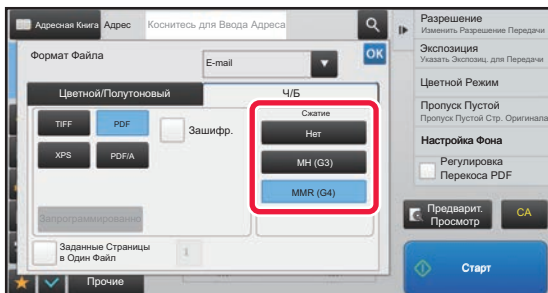 Адресная Книга
Адрес
Коснитесь для Ввода Адреса
Формат Файла
E-mail
OK
Цветной/Полутоновый
Ч/Б
TIFF
PDF
Зашифр.
XPS
PDF/A
Запрограммированно
Сжатие
Нет
MH (G3)
MMR (G4)
Заданные Страницы
в Один Файл
1
Прочие
Разрешение
Изменить Разрешение Передачи
Экспозиция
Указать Экспозиц. для Передачи
Цветной Режим
Пропуск Пустой
Пропуск Пустой Стр. Оригинала
Настройка Фона
Регулировка
Перекоса PDF
Предварит.
Просмотр
CA
Старт